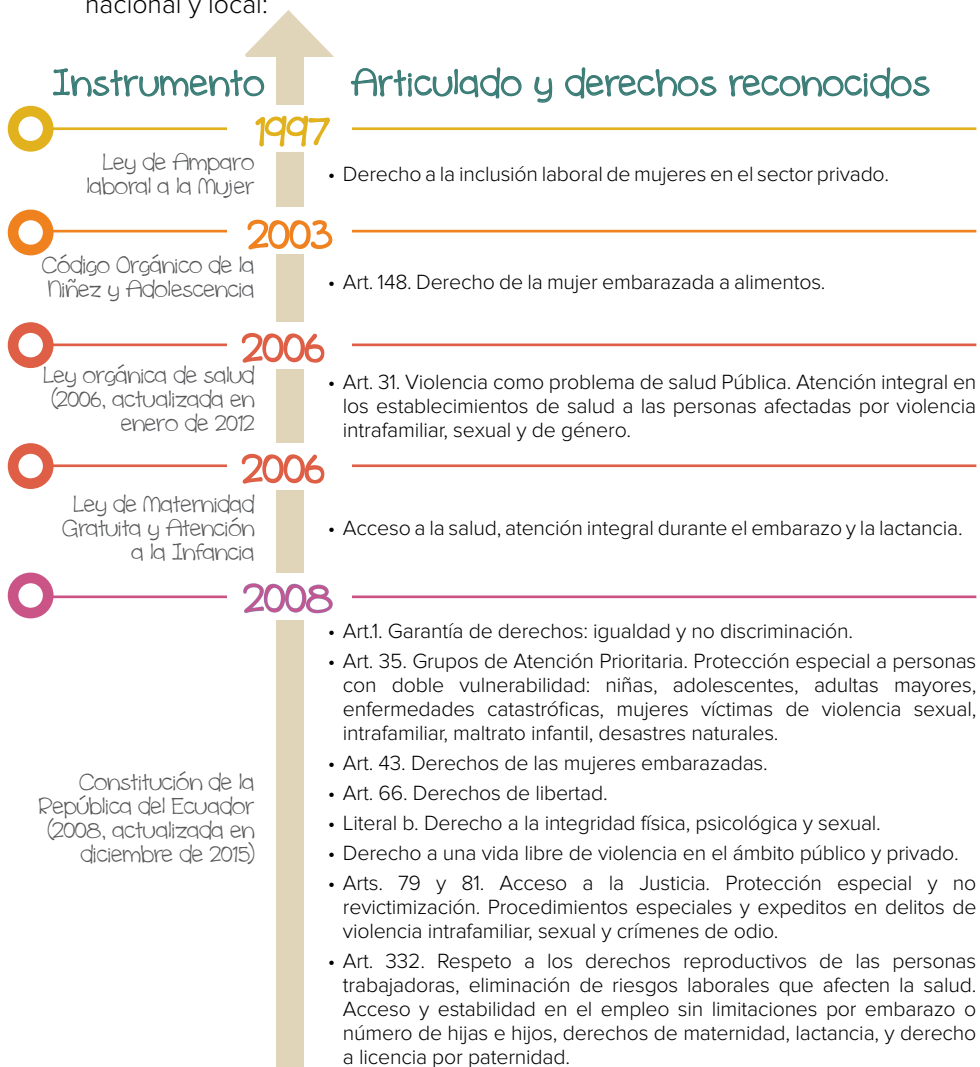 nacional y local:
Instrumento
Articulado y derechos reconocidos
1997
Ley de Amparo
laboral a la Mujer
• Derecho a la inclusión laboral de mujeres en el sector privado.
2003
Código Orgánico de la
Niñez y Adolescencia
• Art. 148. Derecho de la mujer embarazada a alimentos.
2006
Ley orgánica de salud
(2006, actualizada en
enero de 2012
• Art. 31. Violencia como problema de salud Pública. Atención integral en
los establecimientos de salud a las personas afectadas por violencia
intrafamiliar, sexual y de género.
2006
Ley de Maternidad
Gratuita y Atención
a la Infancia
• Acceso a la salud, atención integral durante el embarazo y la lactancia.
2008
Constitución de la
República del Ecuador
(2008, actualizada en
diciembre de 2015)
• Art.1. Garantía de derechos: igualdad y no discriminación.
• Art. 35. Grupos de Atención Prioritaria. Protección especial a personas
con doble vulnerabilidad: niñas, adolescentes, adultas mayores,
enfermedades catastróficas, mujeres víctimas de violencia sexual,
intrafamiliar, maltrato infantil, desastres naturales.
• Art. 43. Derechos de las mujeres embarazadas.
• Art. 66. Derechos de libertad.
• Literal b. Derecho a la integridad física, psicológica y sexual.
• Derecho a una vida libre de violencia en el ámbito público y privado.
• Arts. 79 y 81. Acceso a la Justicia. Protección especial y no
revictimización. Procedimientos especiales y expeditos en delitos de
violencia intrafamiliar, sexual y crímenes de odio.
• Art. 332. Respeto a los derechos reproductivos de las personas
trabajadoras, eliminación de riesgos laborales que afecten la salud.
Acceso y estabilidad en el empleo sin limitaciones por embarazo o
número de hijas e hijos, derechos de maternidad, lactancia, y derecho
a licencia por paternidad.